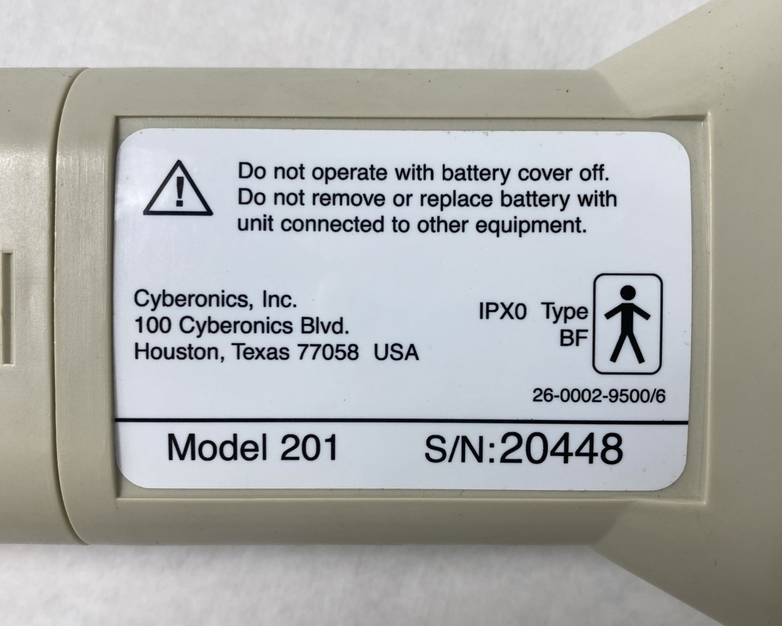 Do not operate with battery cover off.
Do not remove or replace battery with
unit connected to other equipment.
Cyberonics, Inc.
100 Cyberonics Blvd.
Houston, Texas 77058 USA
IPX0 Type
BF
26-0002-9500/6
Model 201
S/N:20448